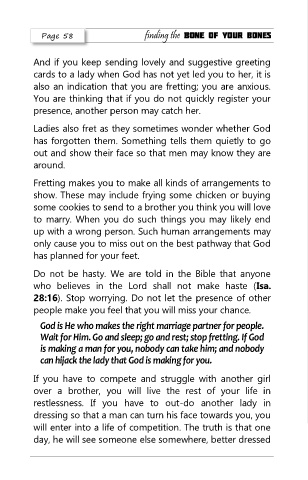 Page 58
finding the BONE OF YOUR BONES
And if you keep sending lovely and suggestive greeting
cards to a lady when God has not yet led you to her, it is
also an indication that you are fretting; you are anxious.
You are thinking that if you do not quickly register your
presence, another person may catch her.
Ladies also fret as they sometimes wonder whether God
has forgotten them. Something tells them quietly to go
out and show their face so that men may know they are
around.
Fretting makes you to make all kinds of arrangements to
show. These may include frying some chicken or buying
some cookies to send to a brother you think you will love
to marry. When you do such things you may likely end
up with a wrong person. Such human arrangements may
only cause you to miss out on the best pathway that God
has planned for your feet.
Do not be hasty. We are told in the Bible that anyone
who believes in the Lord shall not make haste (Isa.
28:16). Stop worrying. Do not let the presence of other
people make you feel that you will miss your chance.
God is He who makes the right marriage partner for people.
Wait for Him. Go and sleep; go and rest; stop fretting. If God
is making a man for you, nobody can take him; and nobody
can hijack the lady that God is making for you.
If you have to compete and struggle with another girl
over a brother, you will live the rest of your life in
restlessness. If you have to out-do another lady in
dressing so that a man can turn his face towards you, you
will enter into a life of competition. The truth is that one
day, he will see someone else somewhere, better dressed